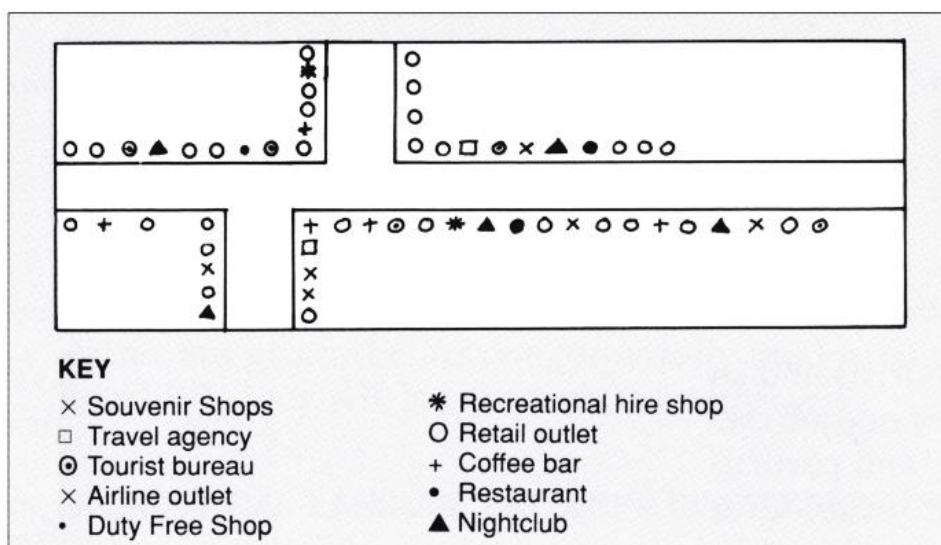 KEY
Souvenir Shops
Travel agency
Tourist bureau
Airline outlet
Duty Free Shop
Recreational hire shop
Retail outlet
Coffee bar
Restaurant
Nightclub